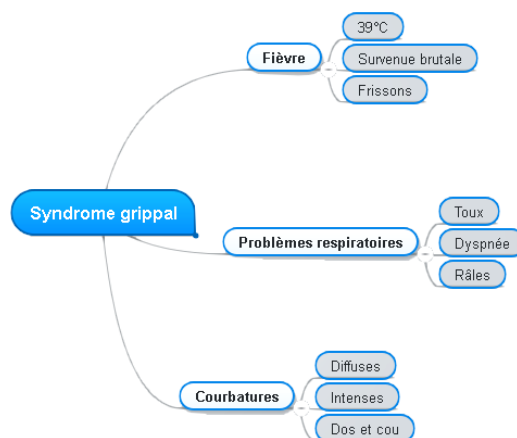 39°C
Fièvre
Survenue brutale
Frissons
Syndrome grippal
Toux
Problèmes respiratoires
Dyspnée
Râles
Diffuses
Courbatures
Intenses
Dos et cou